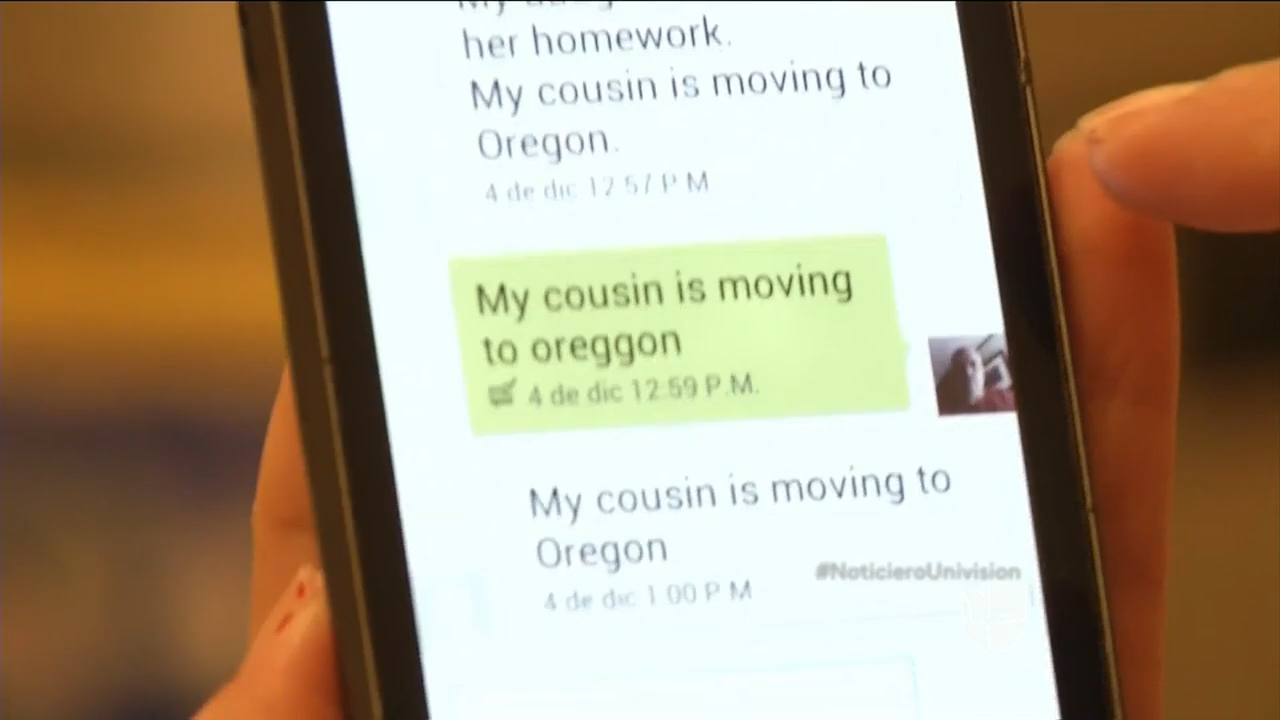 her homework.
My cousin is moving to
Oregon.
4 de dic 12:57 P.M.
My cousin is moving
to oreggon
4 de dic 12:59 P.M.
My cousin is moving to
Oregon
#NoticieroUnivision
4 de dic 1:00 P.M.